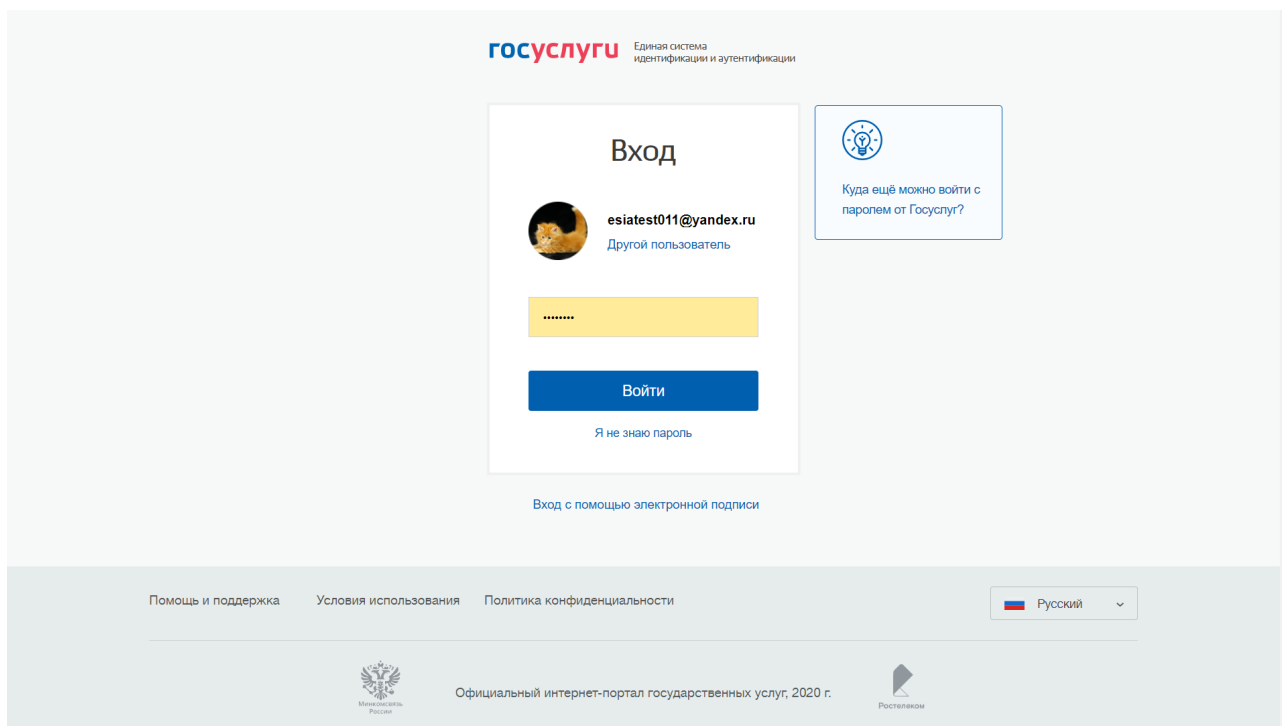 госуслуги
Единая система
идентификации и аутентификации
Вход
esiatest011@yandex.ru
Другой пользователь
••••••••
Войти
Я не знаю пароль
Вход с помощью электронной подписи
Куда ещё можно войти с
паролем от Госуслуг?
Помощь и поддержка
Условия использования
Политика конфиденциальности
Русский
Минкомсвязь
России
Официальный интернет-портал государственных услуг, 2020 г.
Ростелеком